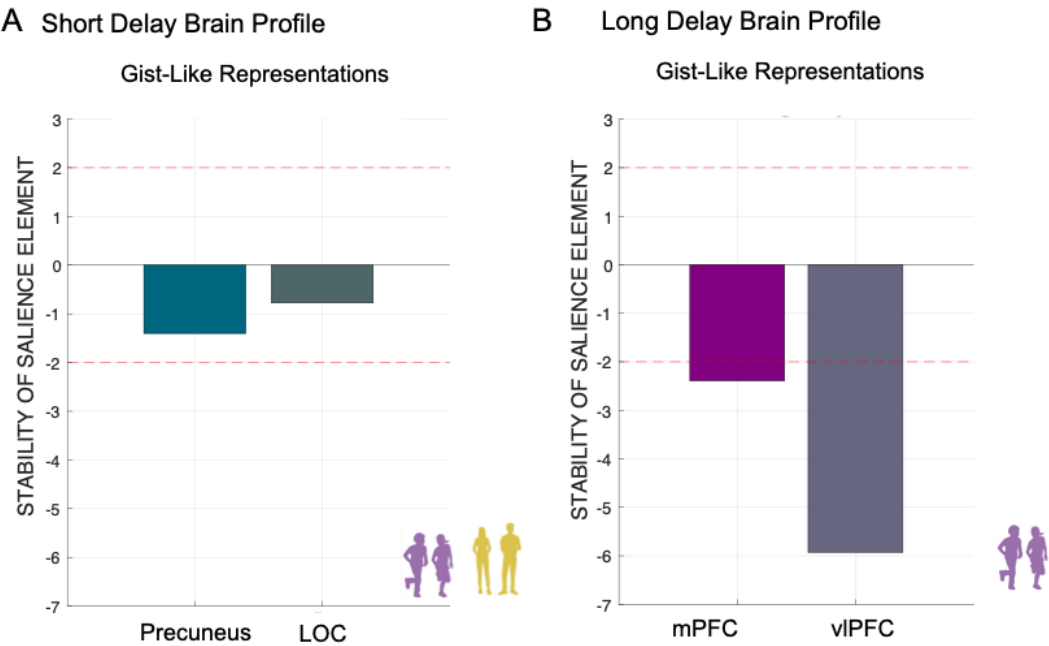 A Short Delay Brain Profile
Gist-Like Representations
STABILITY OF SALIENCE ELEMENT
3
2
1
0
-1
-2
-3
-4
-5
-6
-7
Precuneus LOC
B Long Delay Brain Profile
Gist-Like Representations
STABILITY OF SALIENCE ELEMENT
3
2
1
0
-1
-2
-3
-4
-5
-6
-7
mPFC vlPFC